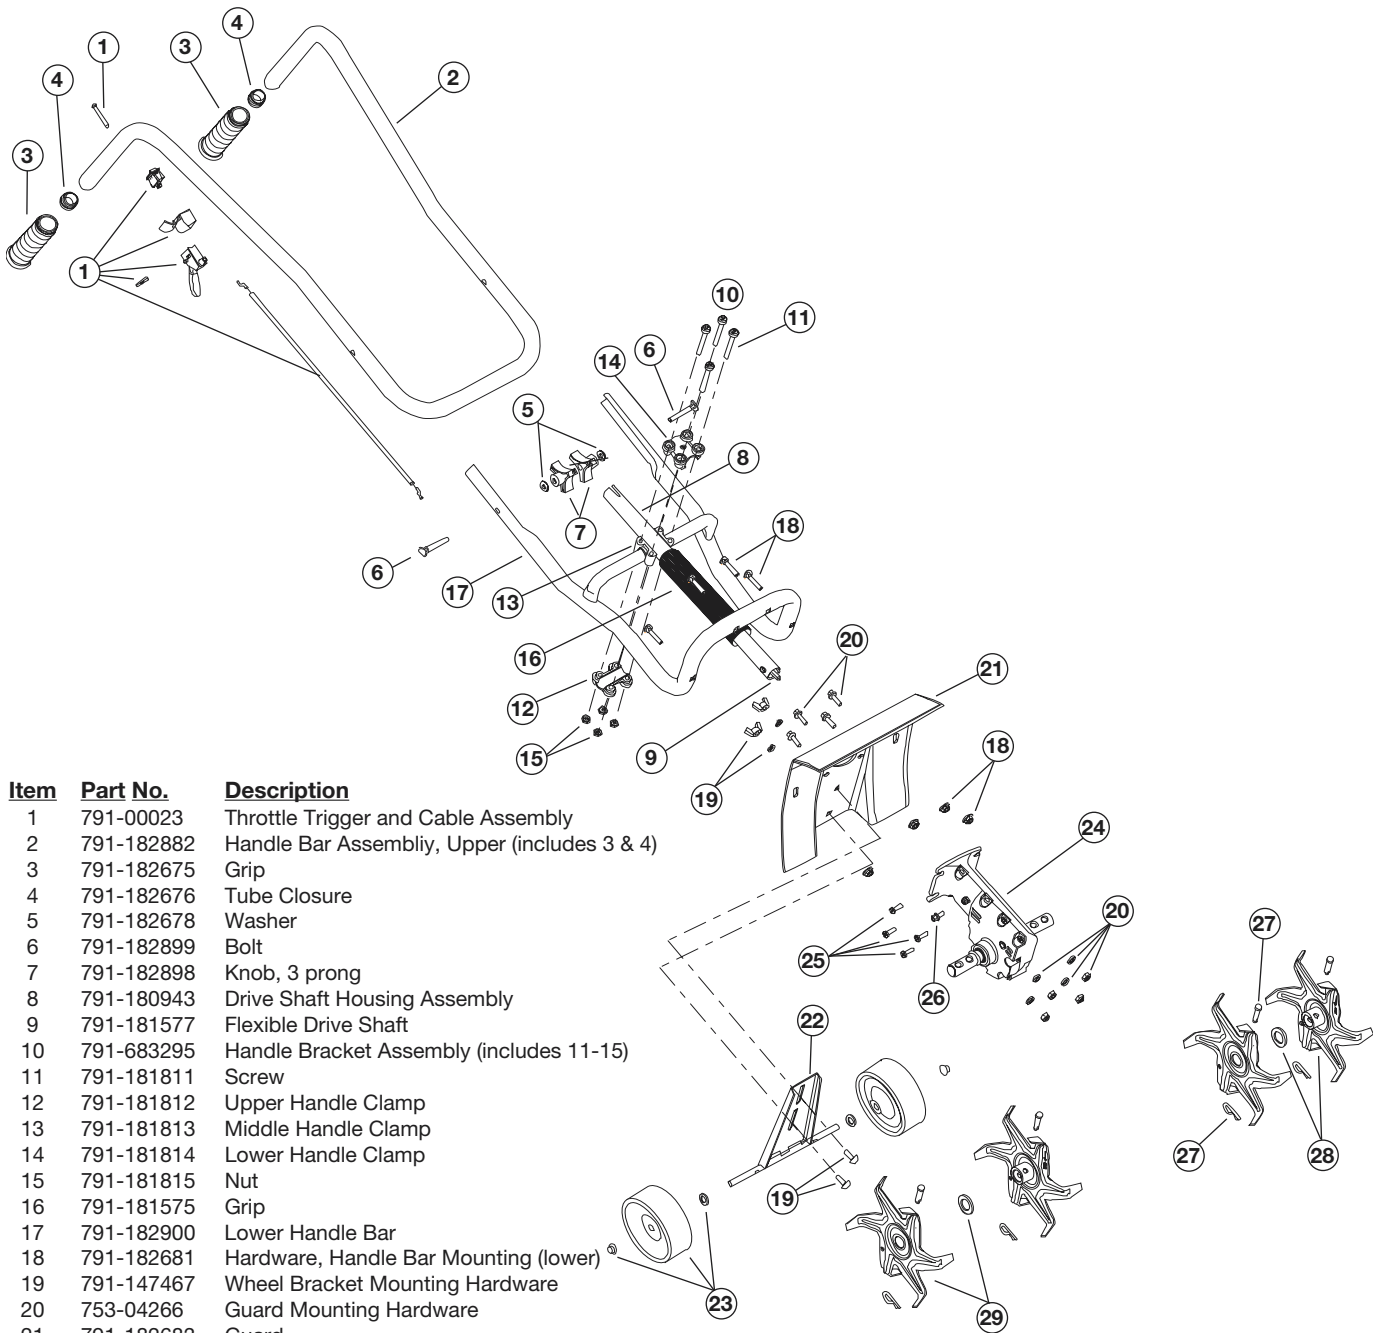 4
1
3
4
2
3
1
10
11
6
14
5
8
7
18
6
17
13
16
20
21
12
9
15
19
18
24
20
25
27
26
22
27
28
19
23
29
Item Part No. Description
1 791-00023 Throttle Trigger and Cable Assembly
2 791-182882 Handle Bar Assembliy, Upper (includes 3 & 4)
3 791-182675 Grip
4 791-182676 Tube Closure
5 791-182678 Washer
6 791-182899 Bolt
7 791-182898 Knob, 3 prong
8 791-180943 Drive Shaft Housing Assembly
9 791-181577 Flexible Drive Shaft
10 791-683295 Handle Bracket Assembly (includes 11-15)
11 791-181811 Screw
12 791-181812 Upper Handle Clamp
13 791-181813 Middle Handle Clamp
14 791-181814 Lower Handle Clamp
15 791-181815 Nut
16 791-181575 Grip
17 791-182900 Lower Handle Bar
18 791-182681 Hardware, Handle Bar Mounting (lower)
19 791-147467 Wheel Bracket Mounting Hardware
20 753-04266 Guard Mounting Hardware